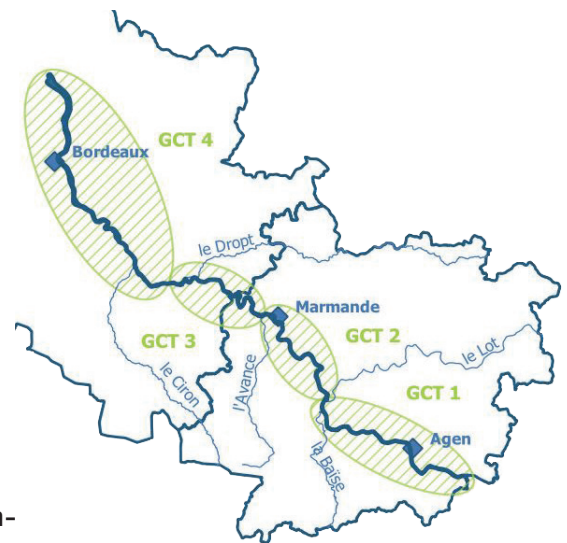 GCT 4
Bordeaux
le Dropt
Marmande
GCT 2
GCT 3
le Lot
le Ciron
l'Avance
GCT 1
Agen
la Baïse
n-